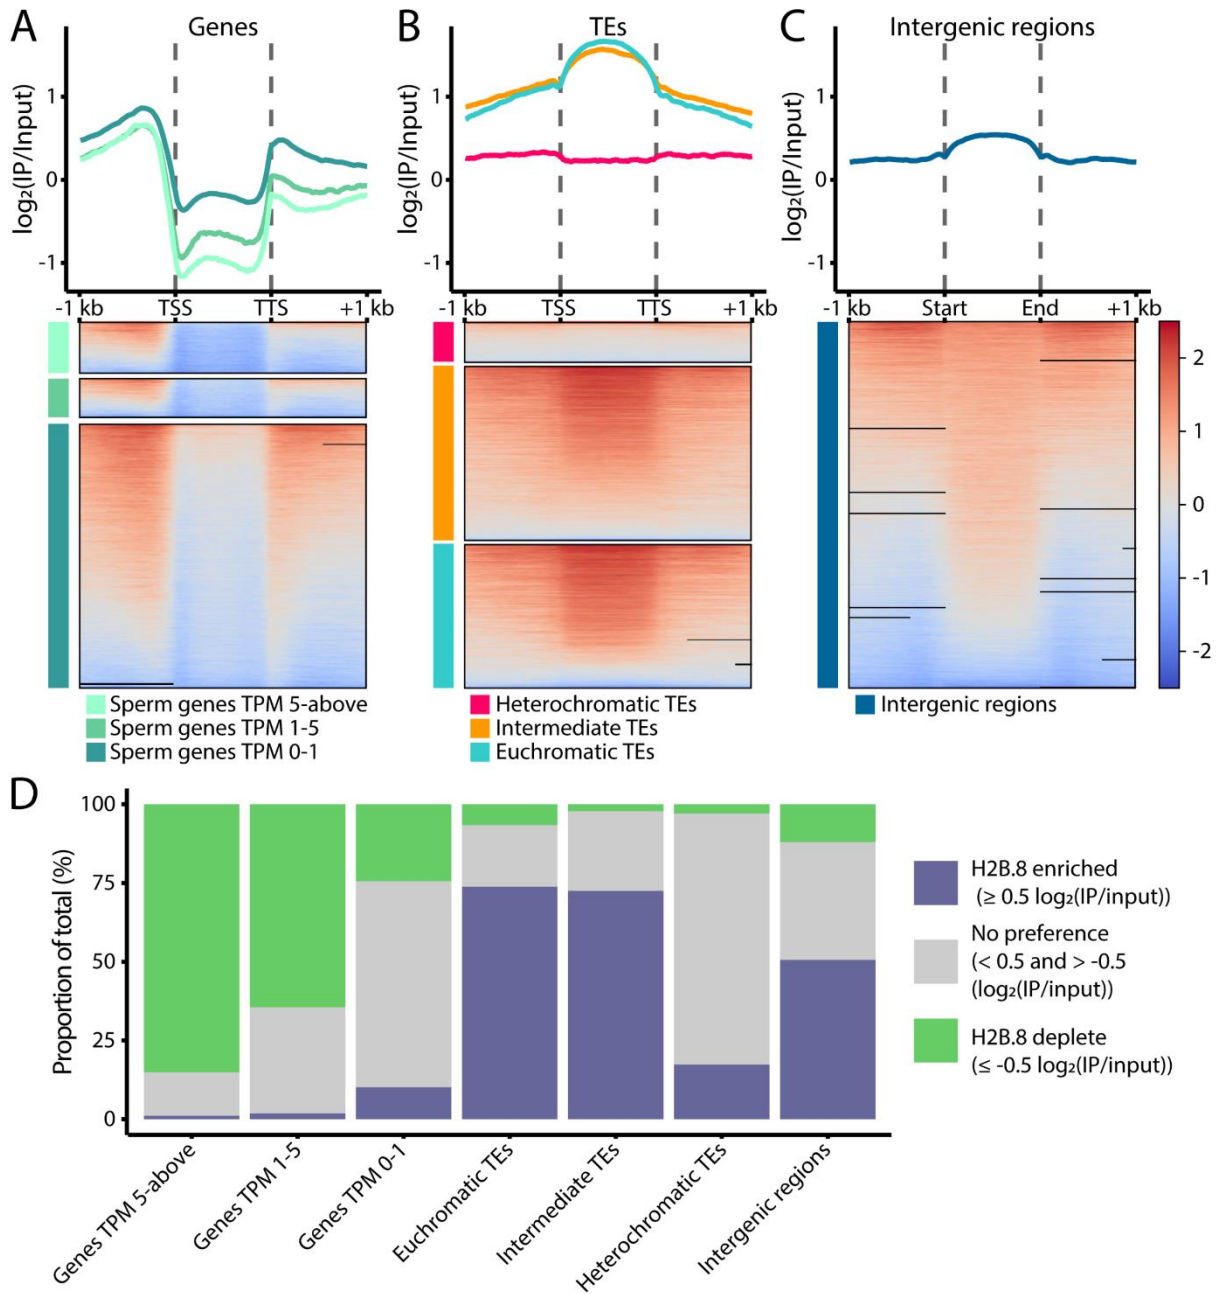 A
Genes
log₂(IP/Input)
1
0
-1
-1 kb
TSS
TTS
+1 kb
Sperm genes TPM 5-above
Sperm genes TPM 1-5
Sperm genes TPM 0-1
B
TEs
log₂(IP/Input)
1
0
-1
-1 kb
TSS
TTS
+1 kb
Heterochromatic TEs
Intermediate TEs
Euchromatic TEs
C
Intergenic regions
log₂(IP/Input)
1
0
-1
-1 kb
Start
End
+1 kb
2
1
0
-1
-2
Intergenic regions
D
Proportion of total (%)
100
75
50
25
0
Genes TPM 5-above
Genes TPM 1-5
Genes TPM 0-1
Euchromatic TEs
Intermediate TEs
Heterochromatic TEs
Intergenic regions
H2B.8 enriched
(≥ 0.5 log₂(IP/input))
No preference
(< 0.5 and > -0.5
(log₂(IP/input))
H2B.8 deplete
(≤ -0.5 log₂(IP/input))